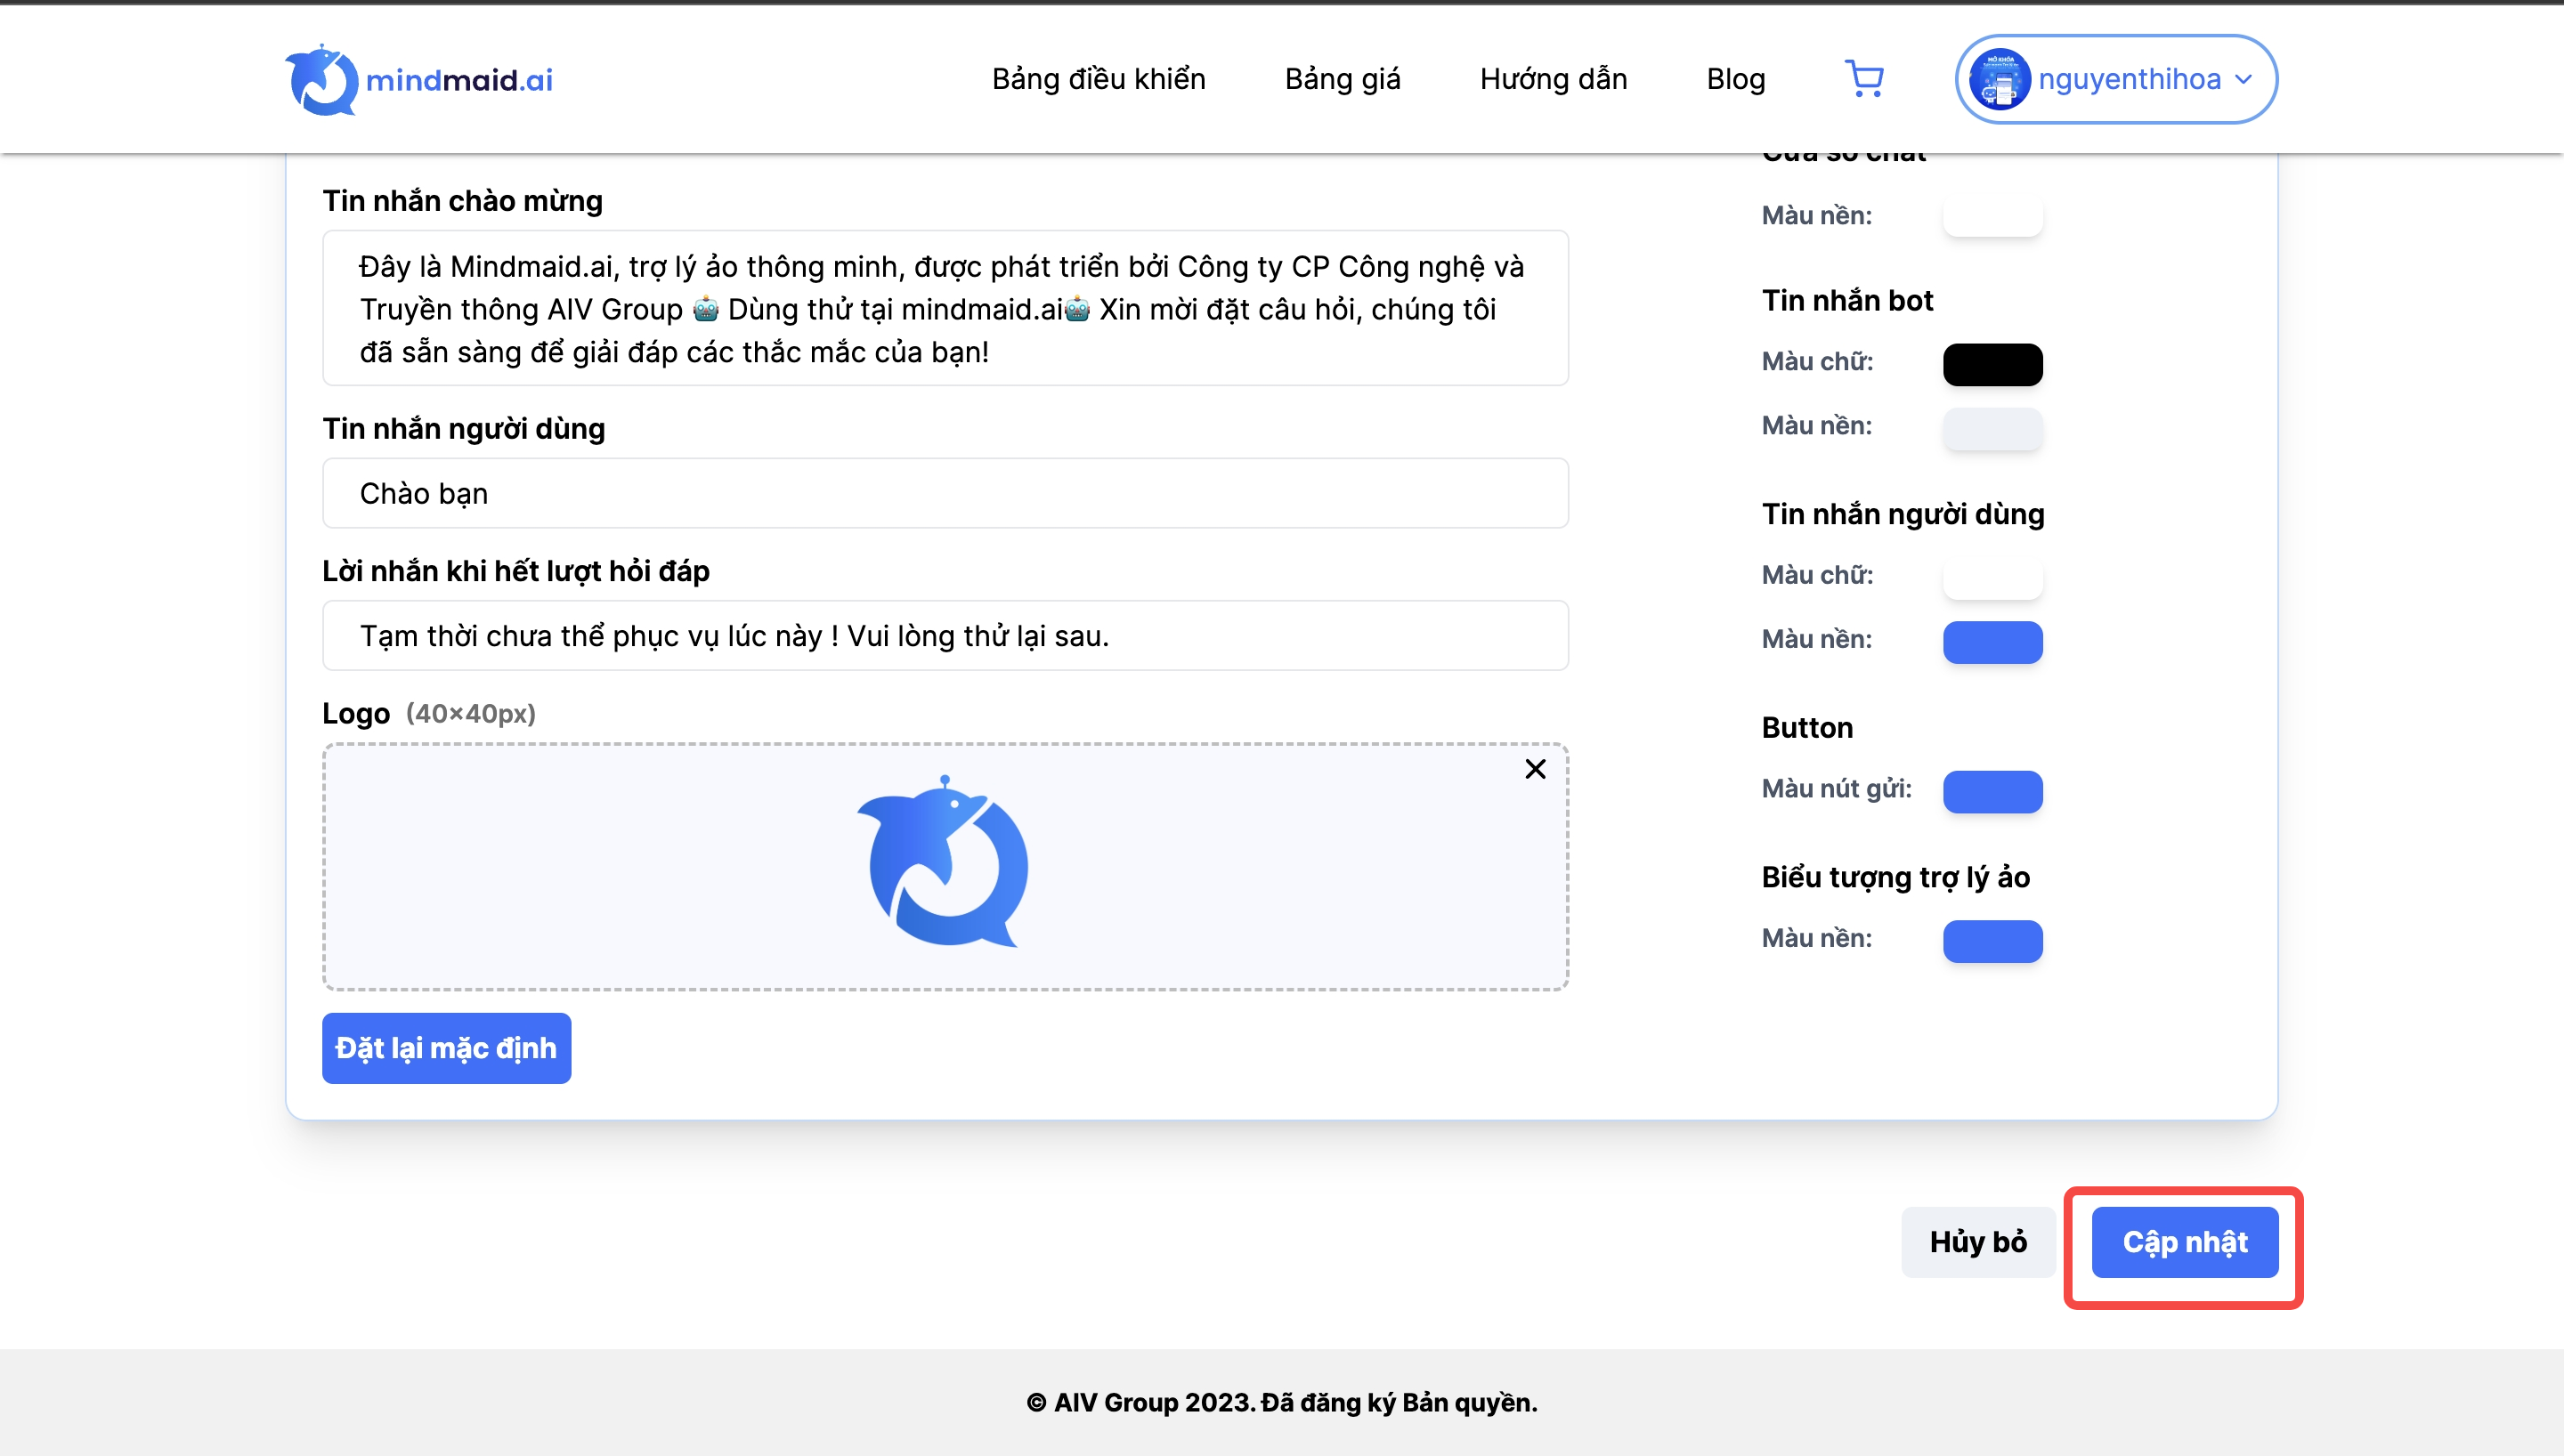 mindmaid.ai
Bảng điều khiển
Bảng giá
Hướng dẫn
Blog
nguyenthihoa
Tin nhắn chào mừng
Đây là Mindmaid.ai, trợ lý ảo thông minh, được phát triển bởi Công ty CP Công nghệ và
Truyền thông AIV Group 🤖 Dùng thử tại mindmaid.ai🤖 Xin mời đặt câu hỏi, chúng tôi
đã sẵn sàng để giải đáp các thắc mắc của bạn!
Tin nhắn người dùng
Chào bạn
Lời nhắn khi hết lượt hỏi đáp
Tạm thời chưa thể phục vụ lúc này ! Vui lòng thử lại sau.
Logo (40x40px)
Đặt lại mặc định
Cửa sổ chat
Màu nền:
Tin nhắn bot
Màu chữ:
Màu nền:
Tin nhắn người dùng
Màu chữ:
Màu nền:
Button
Màu nút gửi:
Biểu tượng trợ lý ảo
Màu nền:
Hủy bỏ
Cập nhật
© AIV Group 2023. Đã đăng ký Bản quyền.